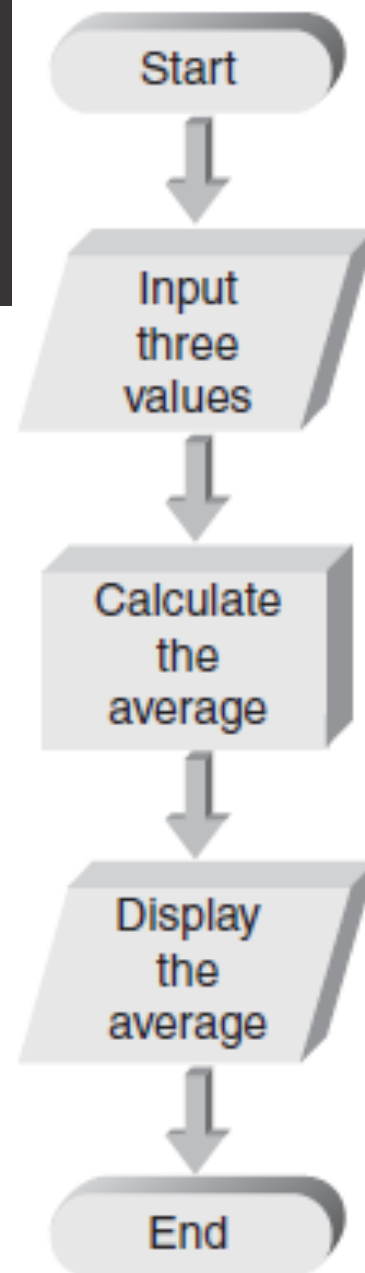 Start
Input
three
values
Calculate
the
average
Display
the
average
End